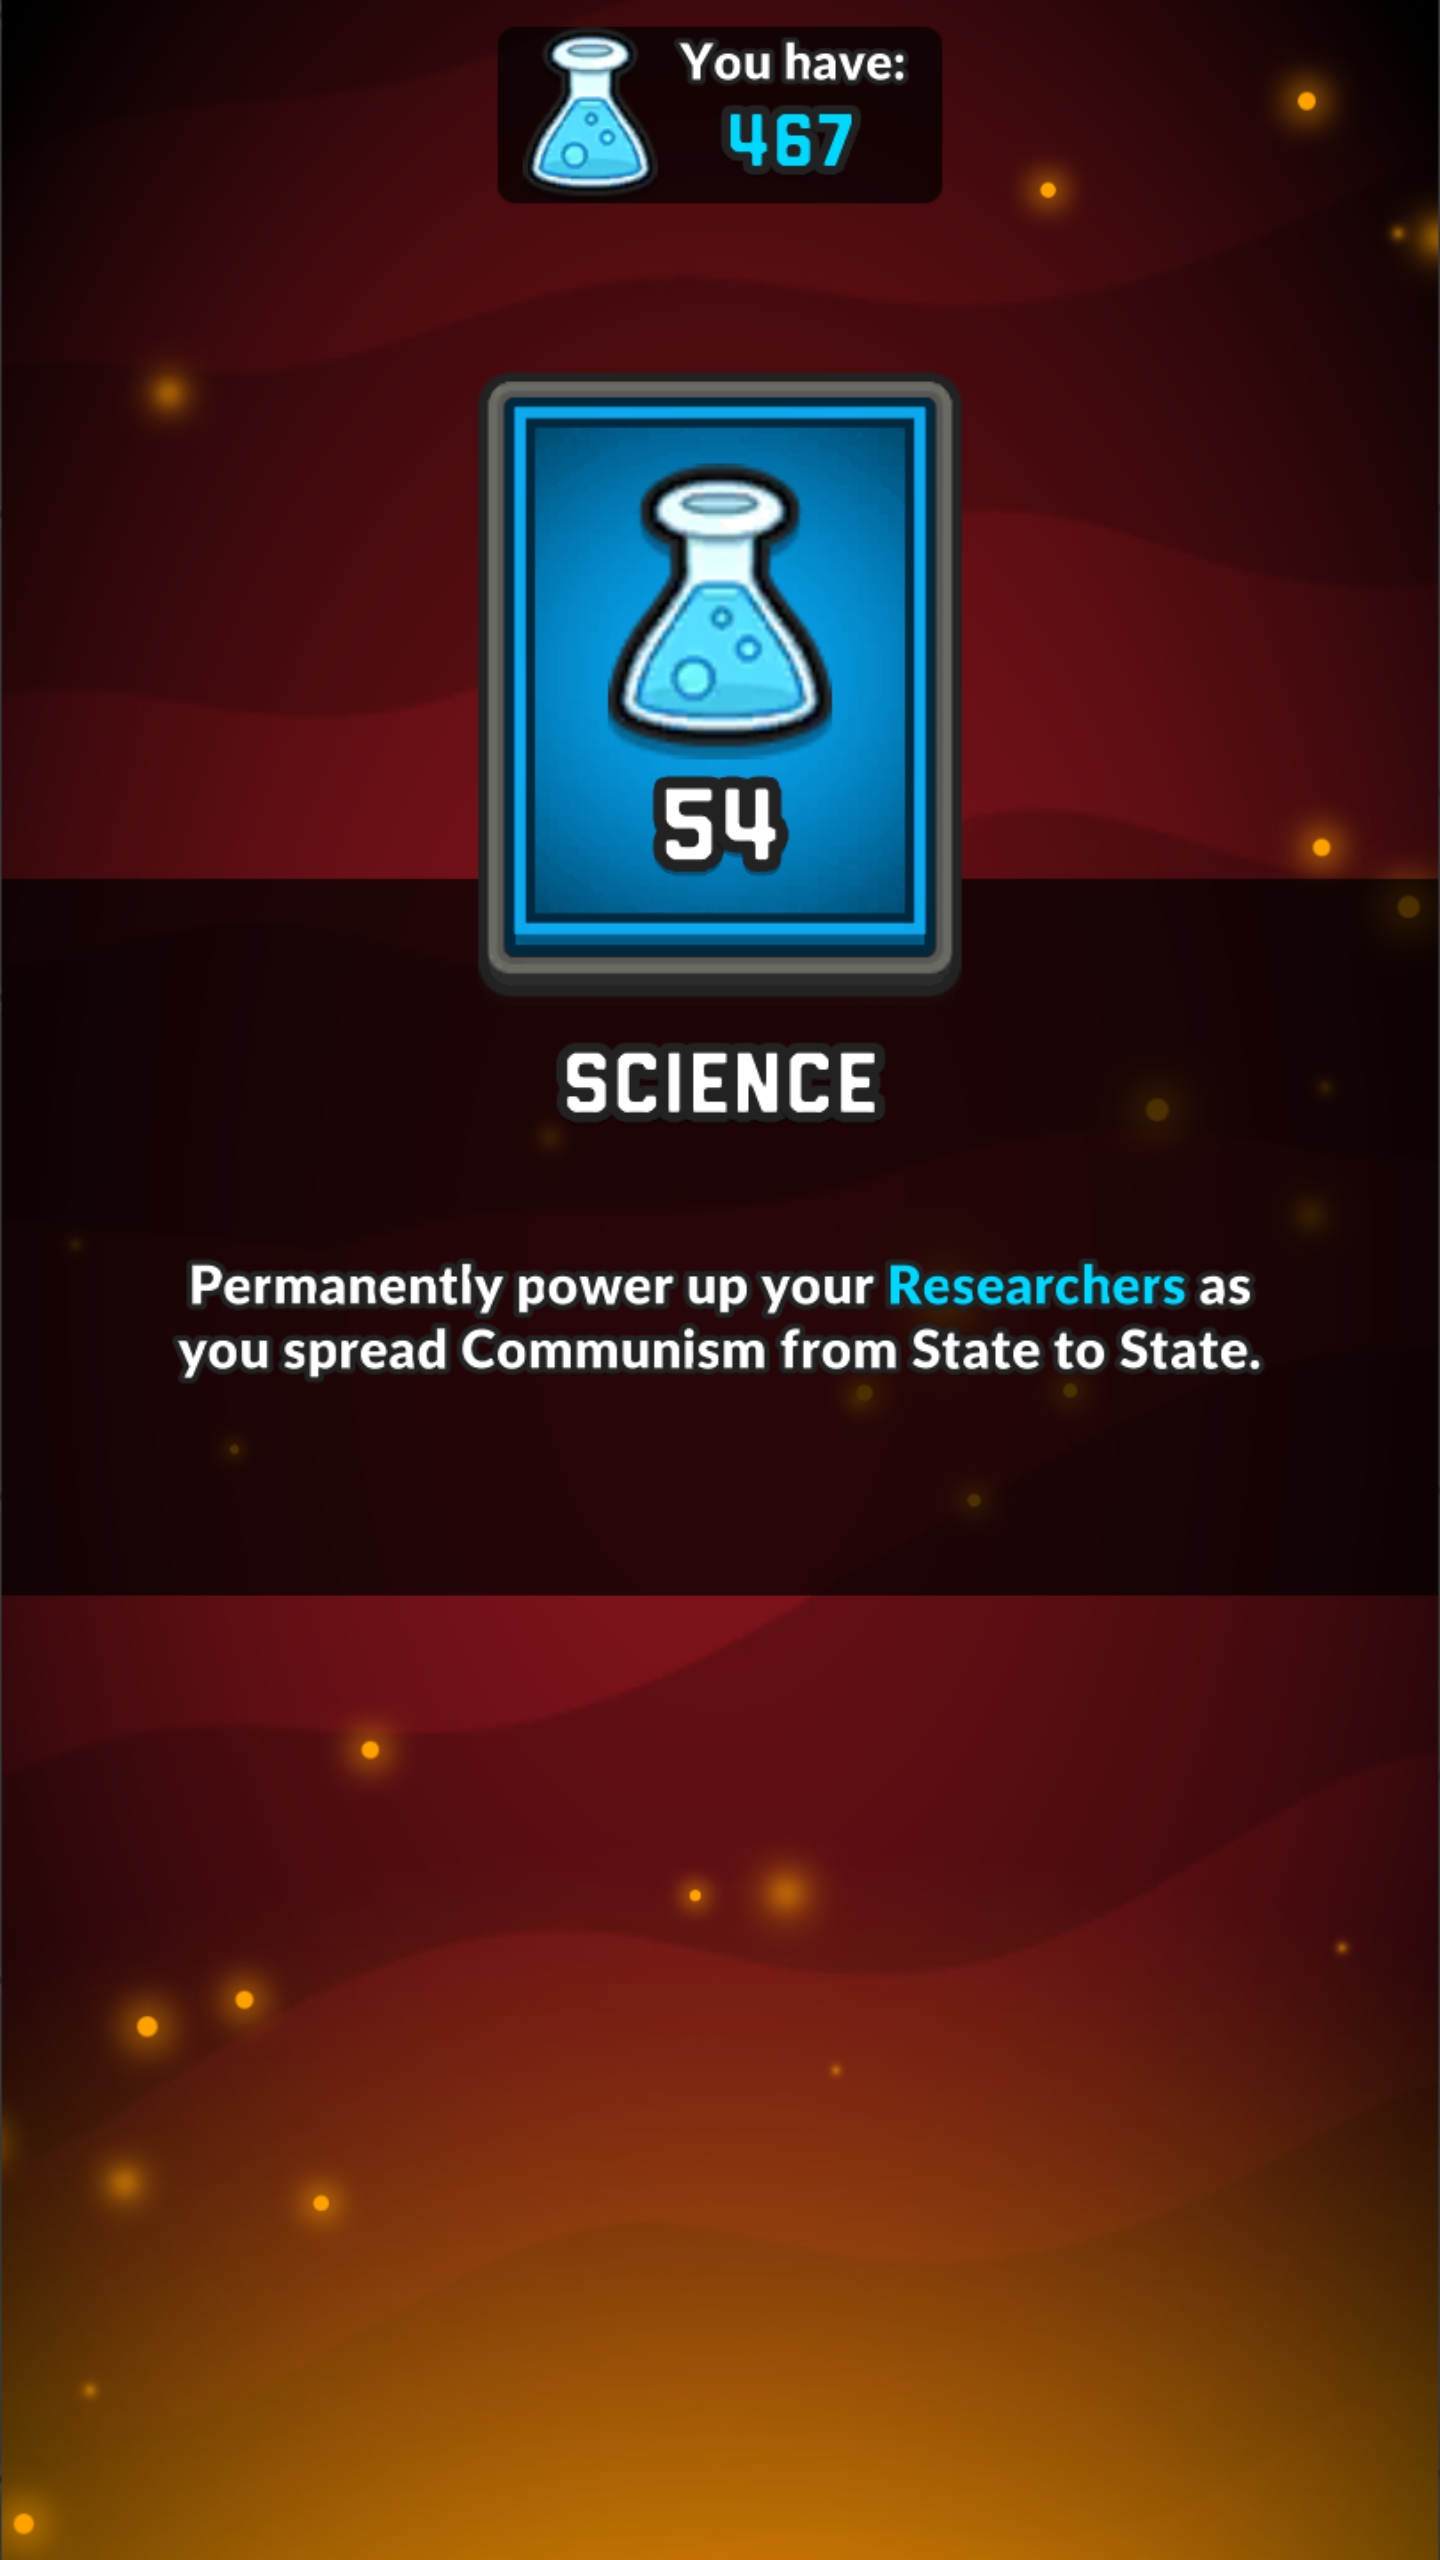 You have:
467
54
SCIENCE
Permanently power up your Researchers as
you spread Communism from State to State.